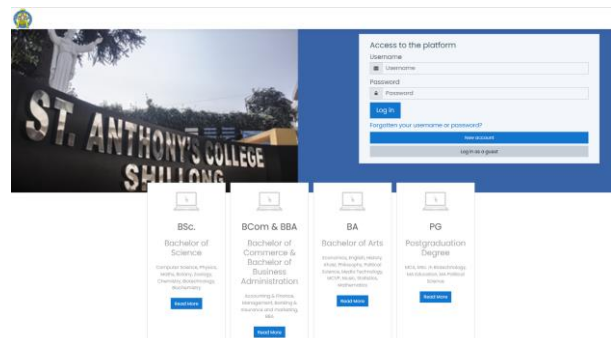 ST. ANTHONY'S COLLEGE
SHILLONG
Access to the platform
Username
Username
Password
Password
Log in
Forgotten your username or password?
New account
Log in as a guest
BSc.
Bachelor of
Science
Computer Science, Physics,
Maths, Botany, Zoology,
Chemistry, Biotechnology,
Biochemistry
Read More
BCom & BBA
Bachelor of
Commerce &
Bachelor of
Business
Administration
Accounting & Finance,
Management, Banking &
Insurance and marketing,
BBA
Read More
BA
Bachelor of Arts
Economics, English, History,
Khasi, Philosophy, Political
Science, Media Technology,
Music, Statistics,
Mathematics
Read More
PG
Postgraduation
Degree
MCA, MSc. in Biotechnology,
MA Education, MA Political
Science
Read More